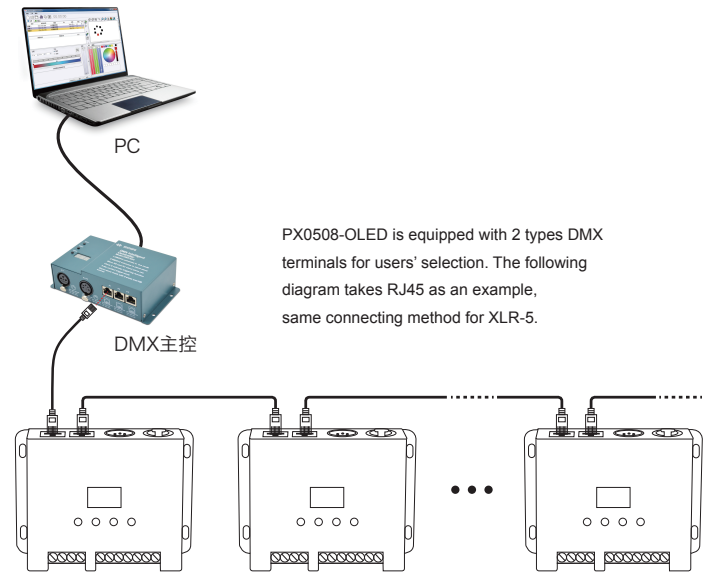 PC
PX0508-OLED is equipped with 2 types DMX
terminals for users’ selection. The following
diagram takes RJ45 as an example,
same connecting method for XLR-5.
DMX主控